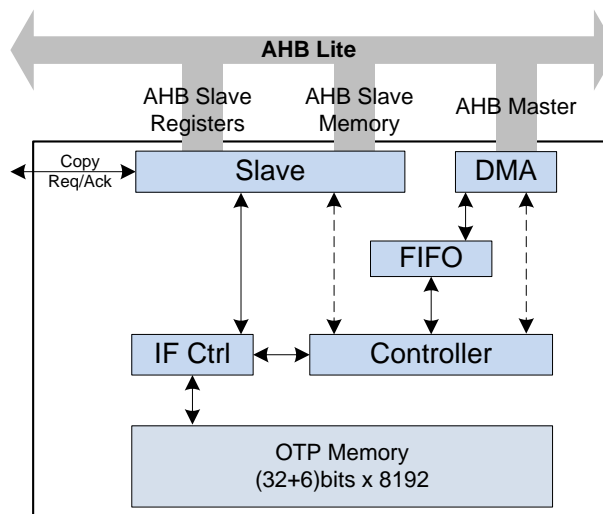 AHB Lite
AHB Slave
Registers
AHB Slave
Memory
AHB Master
Copy
Req/Ack
Slave
DMA
FIFO
IF Ctrl
Controller
OTP Memory
(32+6)bits x 8192